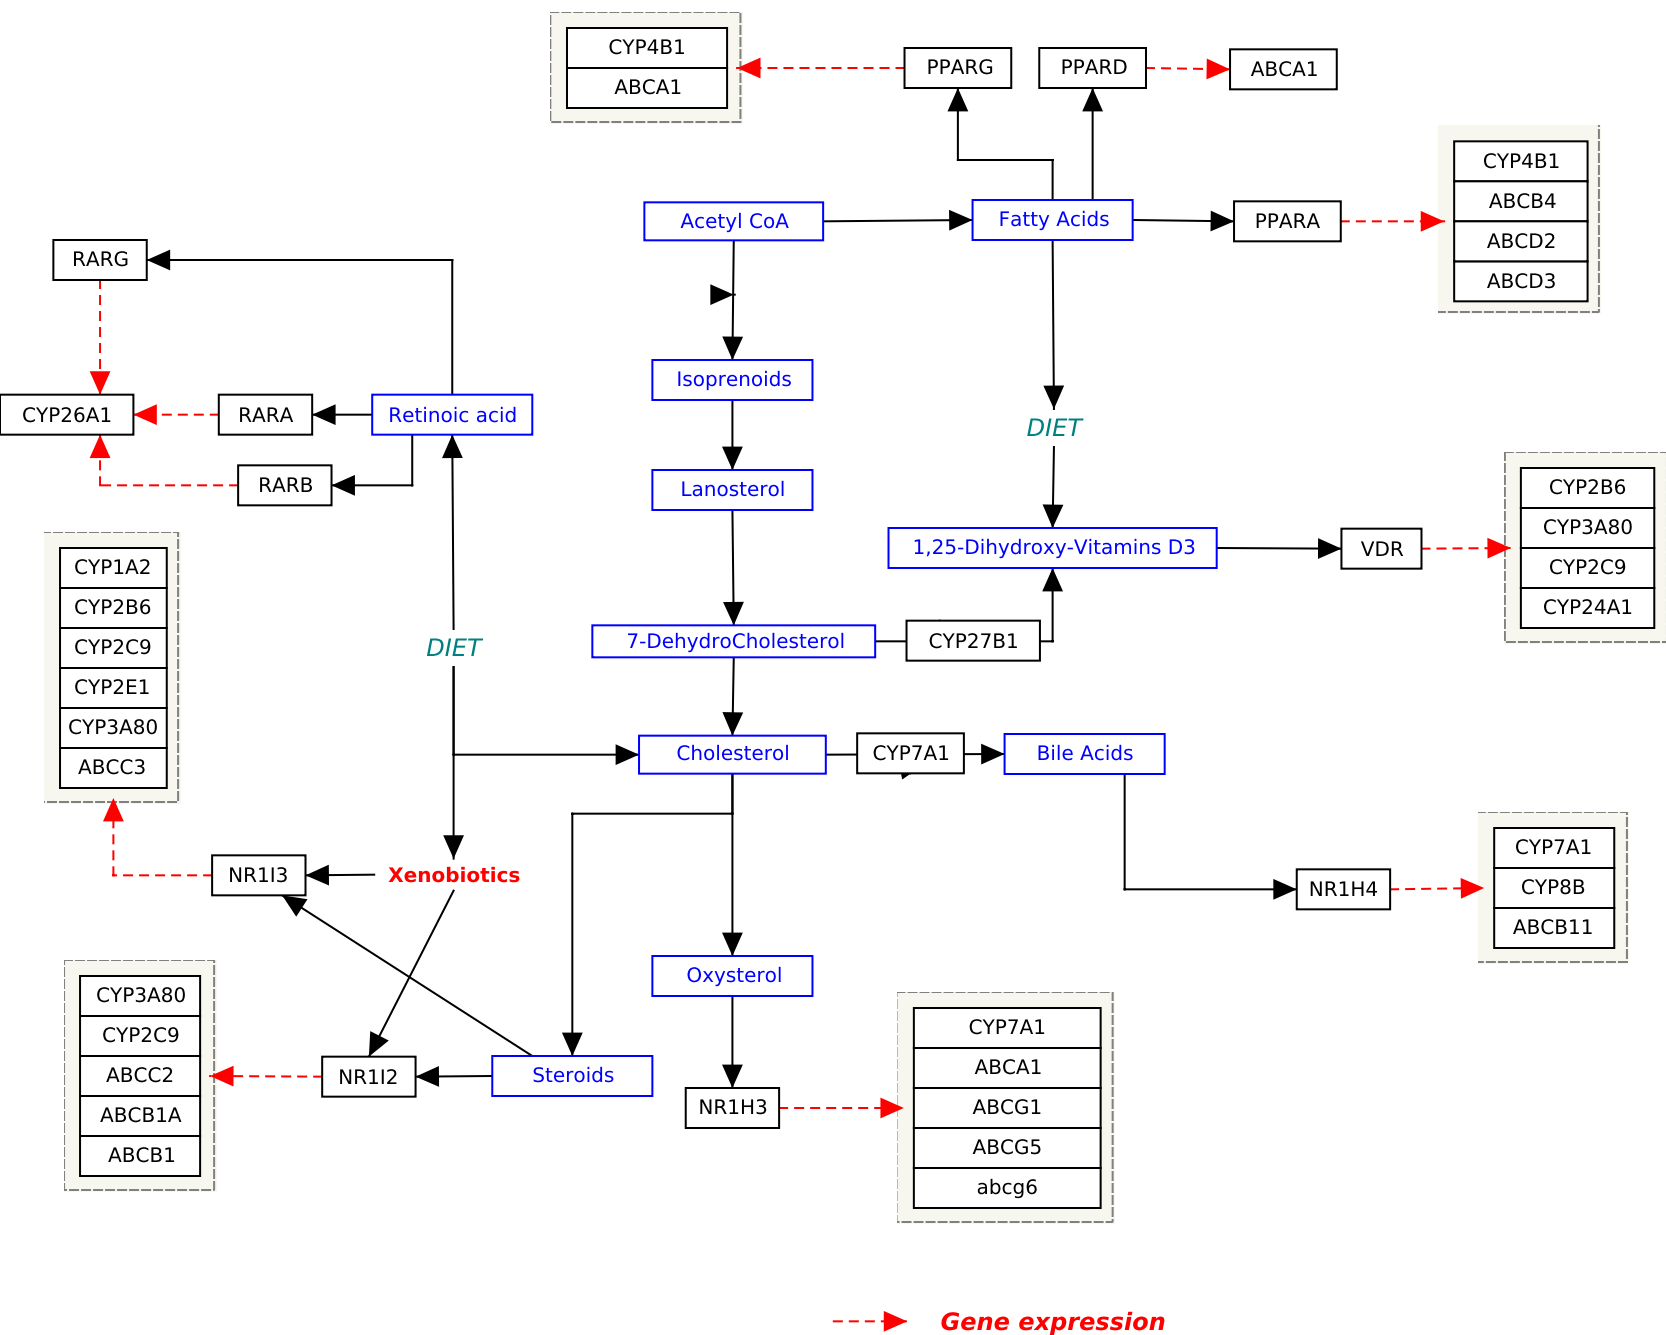 CYP4B1
ABCA1
PPARG
PPARD
ABCA1
CYP4B1
ABCB4
ABCD2
ABCD3
Acetyl CoA
Fatty Acids
PPARA
RARG
Isoprenoids
CYP26A1
RARA
Retinoic acid
DIET
RARB
Lanosterol
CYP2B6
CYP3A80
CYP2C9
CYP24A1
1,25-Dihydroxy-Vitamins D3
VDR
CYP1A2
CYP2B6
CYP2C9
CYP2E1
CYP3A80
ABCC3
DIET
7-DehydroCholesterol
CYP27B1
Cholesterol
CYP7A1
Bile Acids
NR1I3
Xenobiotics
NR1H4
CYP7A1
CYP8B
ABCB11
Oxysterol
CYP3A80
CYP2C9
ABCC2
ABCB1A
ABCB1
NR1I2
Steroids
NR1H3
CYP7A1
ABCA1
ABCG1
ABCG5
abcg6
Gene expression